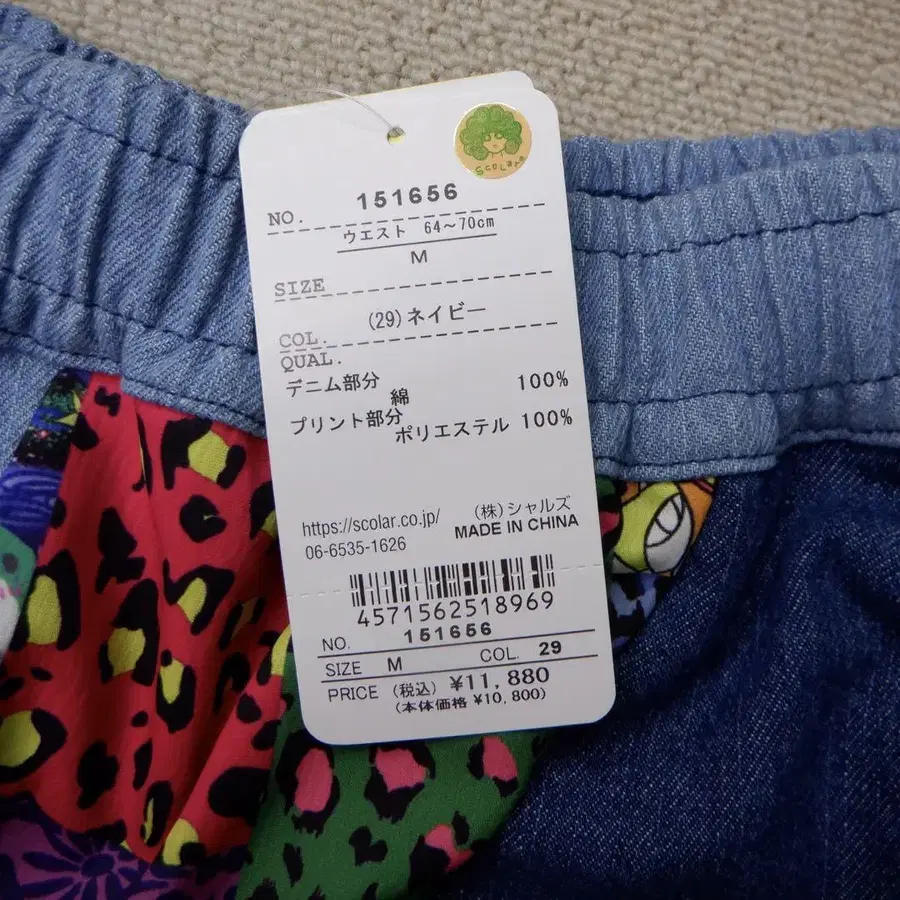 ScoLar
NO. 151656
ウエスト 64～70cm
SIZE M
COL. (29)ネイビー
QUAL.
デニム部分
綿 100%
プリント部分
ポリエステル 100%
https://scolar.co.jp/
06-6535-1626
(株)シャルズ
MADE IN CHINA
4571562518969
NO. 151656
SIZE M COL. 29
PRICE (税込) ¥11,880
(本体価格 ¥10,800)